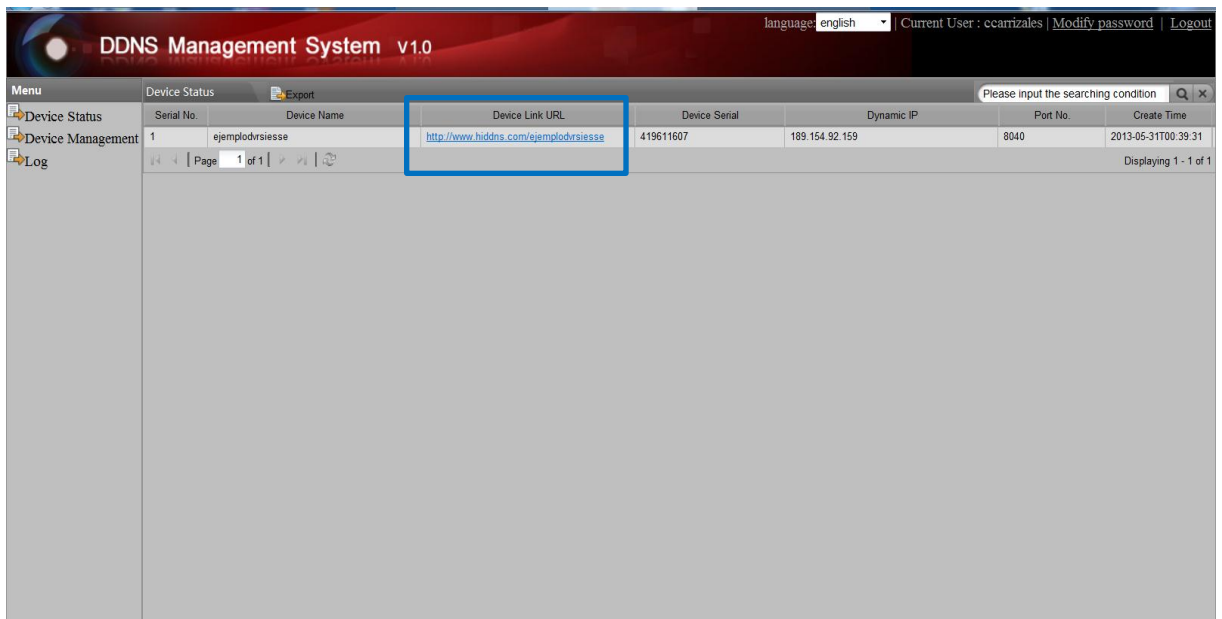 language: english | Current User : ccarrizales | Modify password | Logout
DDNS Management System V1.0
Menu
Device Status Export Please input the searching condition
Device Status
Device Management
Log
Serial No. Device Name Device Link URL Device Serial Dynamic IP Port No. Create Time
1 ejemplodvrsiesse http://www.hiddns.com/ejemplodvrsiesse 419611607 189.154.92.159 8040 2013-05-31T00:39:31
Page 1 of 1 Displaying 1 - 1 of 1